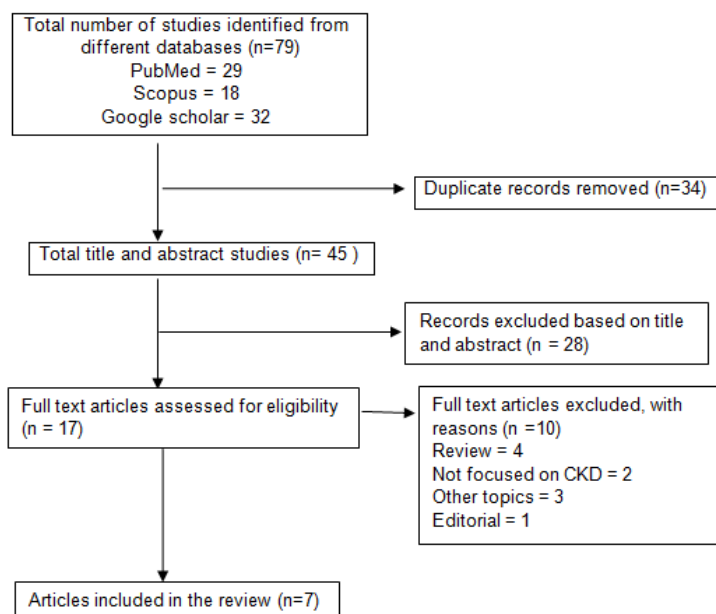 Total number of studies identified from
different databases (n=79)
PubMed = 29
Scopus = 18
Google scholar = 32
Duplicate records removed (n=34)
Total title and abstract studies (n= 45 )
Records excluded based on title
and abstract (n = 28)
Full text articles assessed for eligibility
(n = 17)
Full text articles excluded, with
reasons (n =10)
Review = 4
Not focused on CKD = 2
Other topics = 3
Editorial = 1
Articles included in the review (n=7)